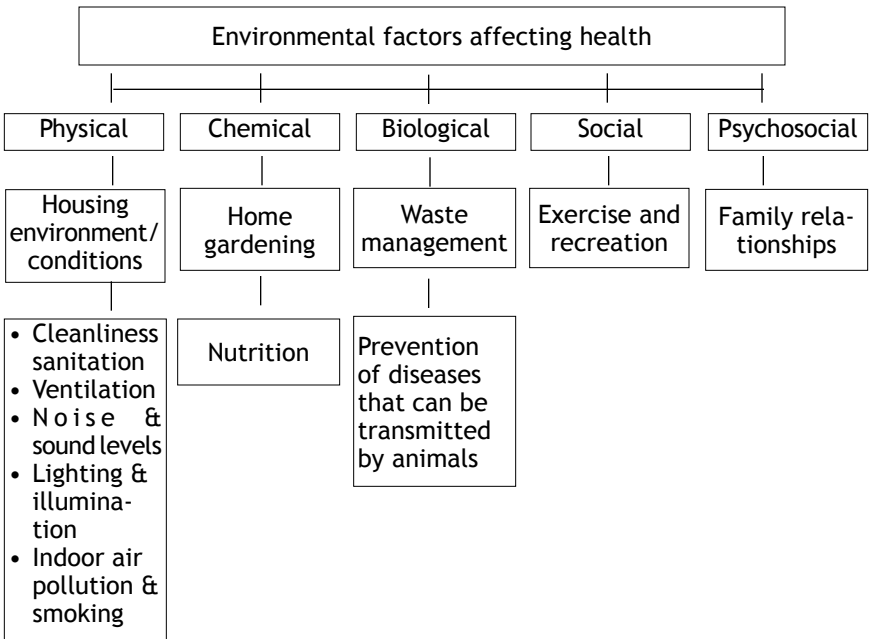 Environmental factors affecting health
Physical
Chemical
Biological
Social
Psychosocial
Housing
environment/
conditions
Home
gardening
Waste
management
Exercise and
recreation
Family rela-
tionships
• Cleanliness
sanitation
• Ventilation
• Noise &
sound levels
• Lighting &
illumina-
tion
• Indoor air
pollution &
smoking
Nutrition
Prevention
of diseases
that can be
transmitted
by animals